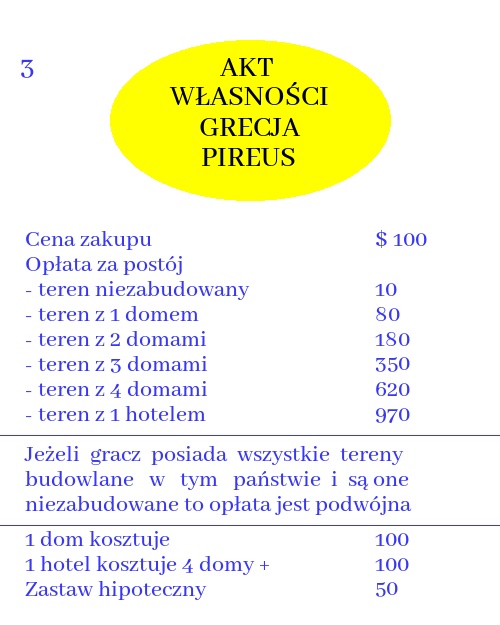 3
AKT
WŁASNOŚCI
GRECJA
PIREUS
Cena zakupu $ 100
Opłata za postój
- teren niezabudowany 10
- teren z 1 domem 80
- teren z 2 domami 180
- teren z 3 domami 350
- teren z 4 domami 620
- teren z 1 hotelem 970
Jeżeli gracz posiada wszystkie tereny
budowlane w tym państwie i są one
niezabudowane to opłata jest podwójna
1 dom kosztuje 100
1 hotel kosztuje 4 domy + 100
Zastaw hipoteczny 50